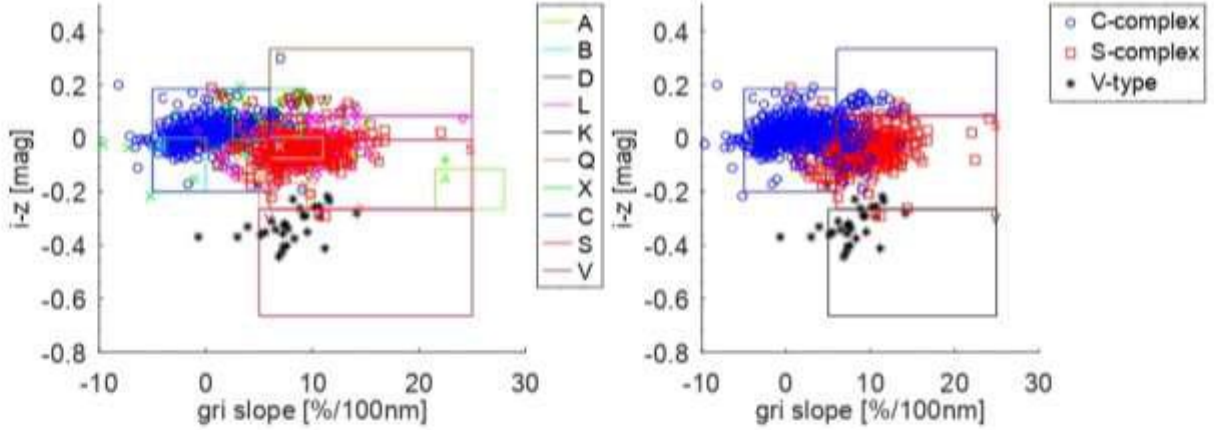 0.4
0.2
0
-0.2
-0.4
-0.6
-0.8
i-z [mag]
-10 0 10 20 30
gri slope [%/100nm]
A
B
D
L
K
Q
X
C
S
V
0.4
0.2
0
-0.2
-0.4
-0.6
-0.8
i-z [mag]
-10 0 10 20 30
gri slope [%/100nm]
C-complex
S-complex
V-type